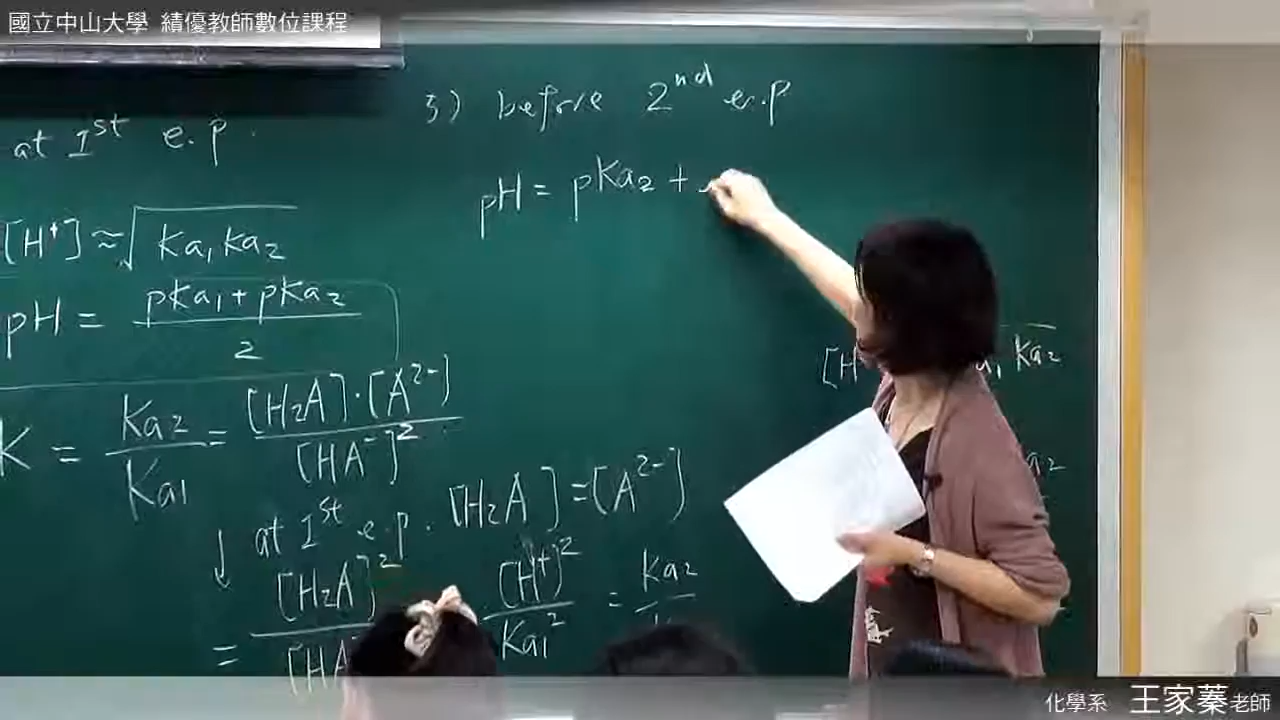 國立中山大學 績優教師數位課程
at 1st e.p.
[H⁺] ≈ √Ka₁Ka₂
pH = (pKa₁ + pKa₂) / 2
K = Ka₂ / Ka₁ = [H₂A]·[A²⁻] / [HA⁻]²
↓ at 1st e.p. [H₂A] = [A²⁻]
= [H₂A]² / [HA [H⁺]² / Ka₁² = Ka₂ /
3) before 2nd e.p
pH = pKa₂ +
[H Ka₂
a₂
化學系 王家蓁老師